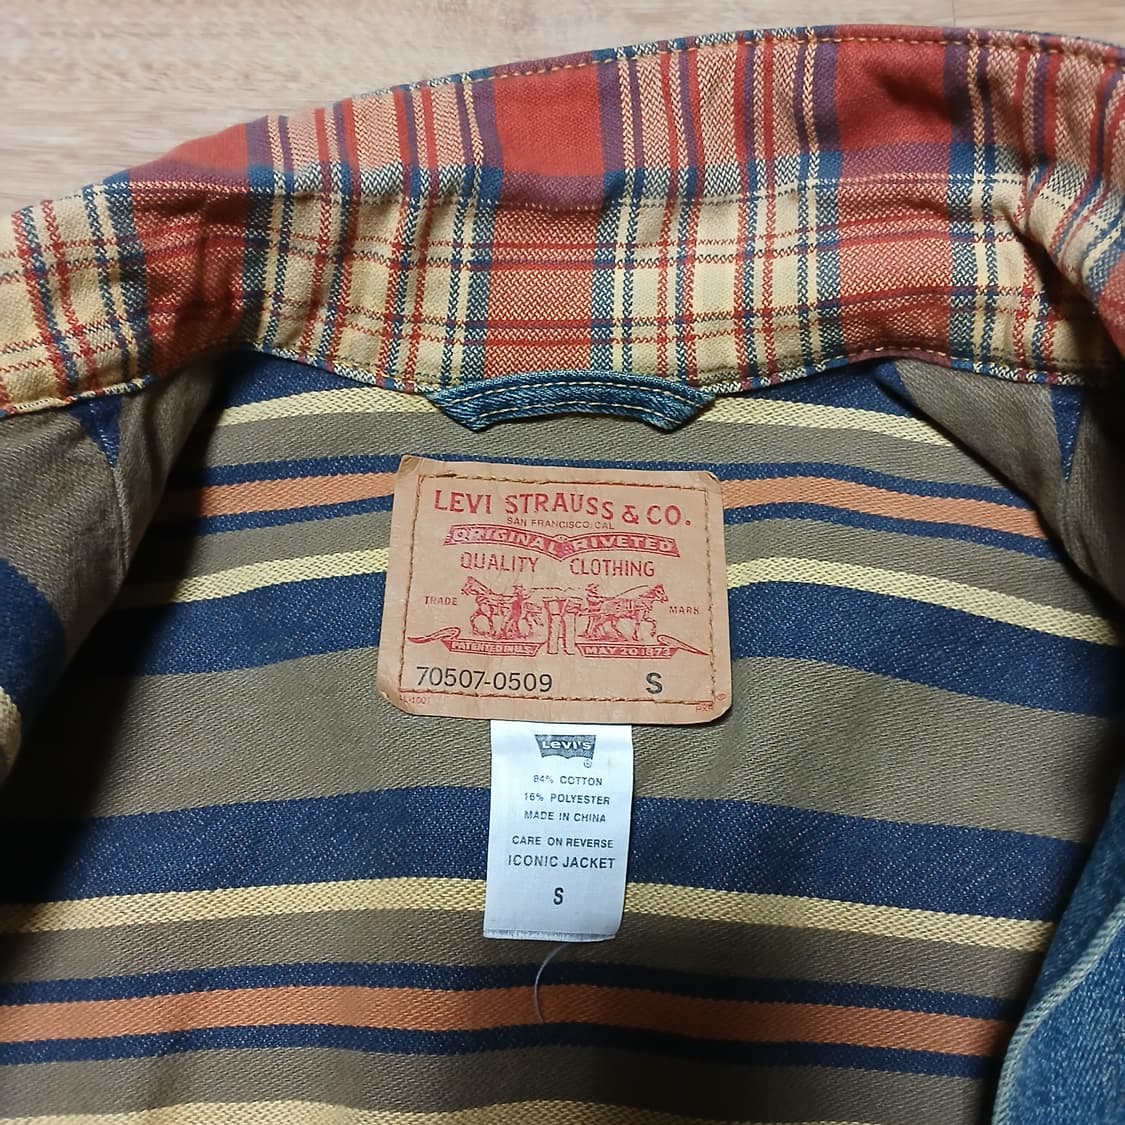 LEVI STRAUSS & CO.
SAN FRANCISCO, CAL
ORIGINAL RIVETED
QUALITY CLOTHING
TRADE MARK
PATENTED IN U.S. MAY 20 1873
70507-0509 S
Levi's
®
84% COTTON
16% POLYESTER
MADE IN CHINA
CARE ON REVERSE
ICONIC JACKET
S